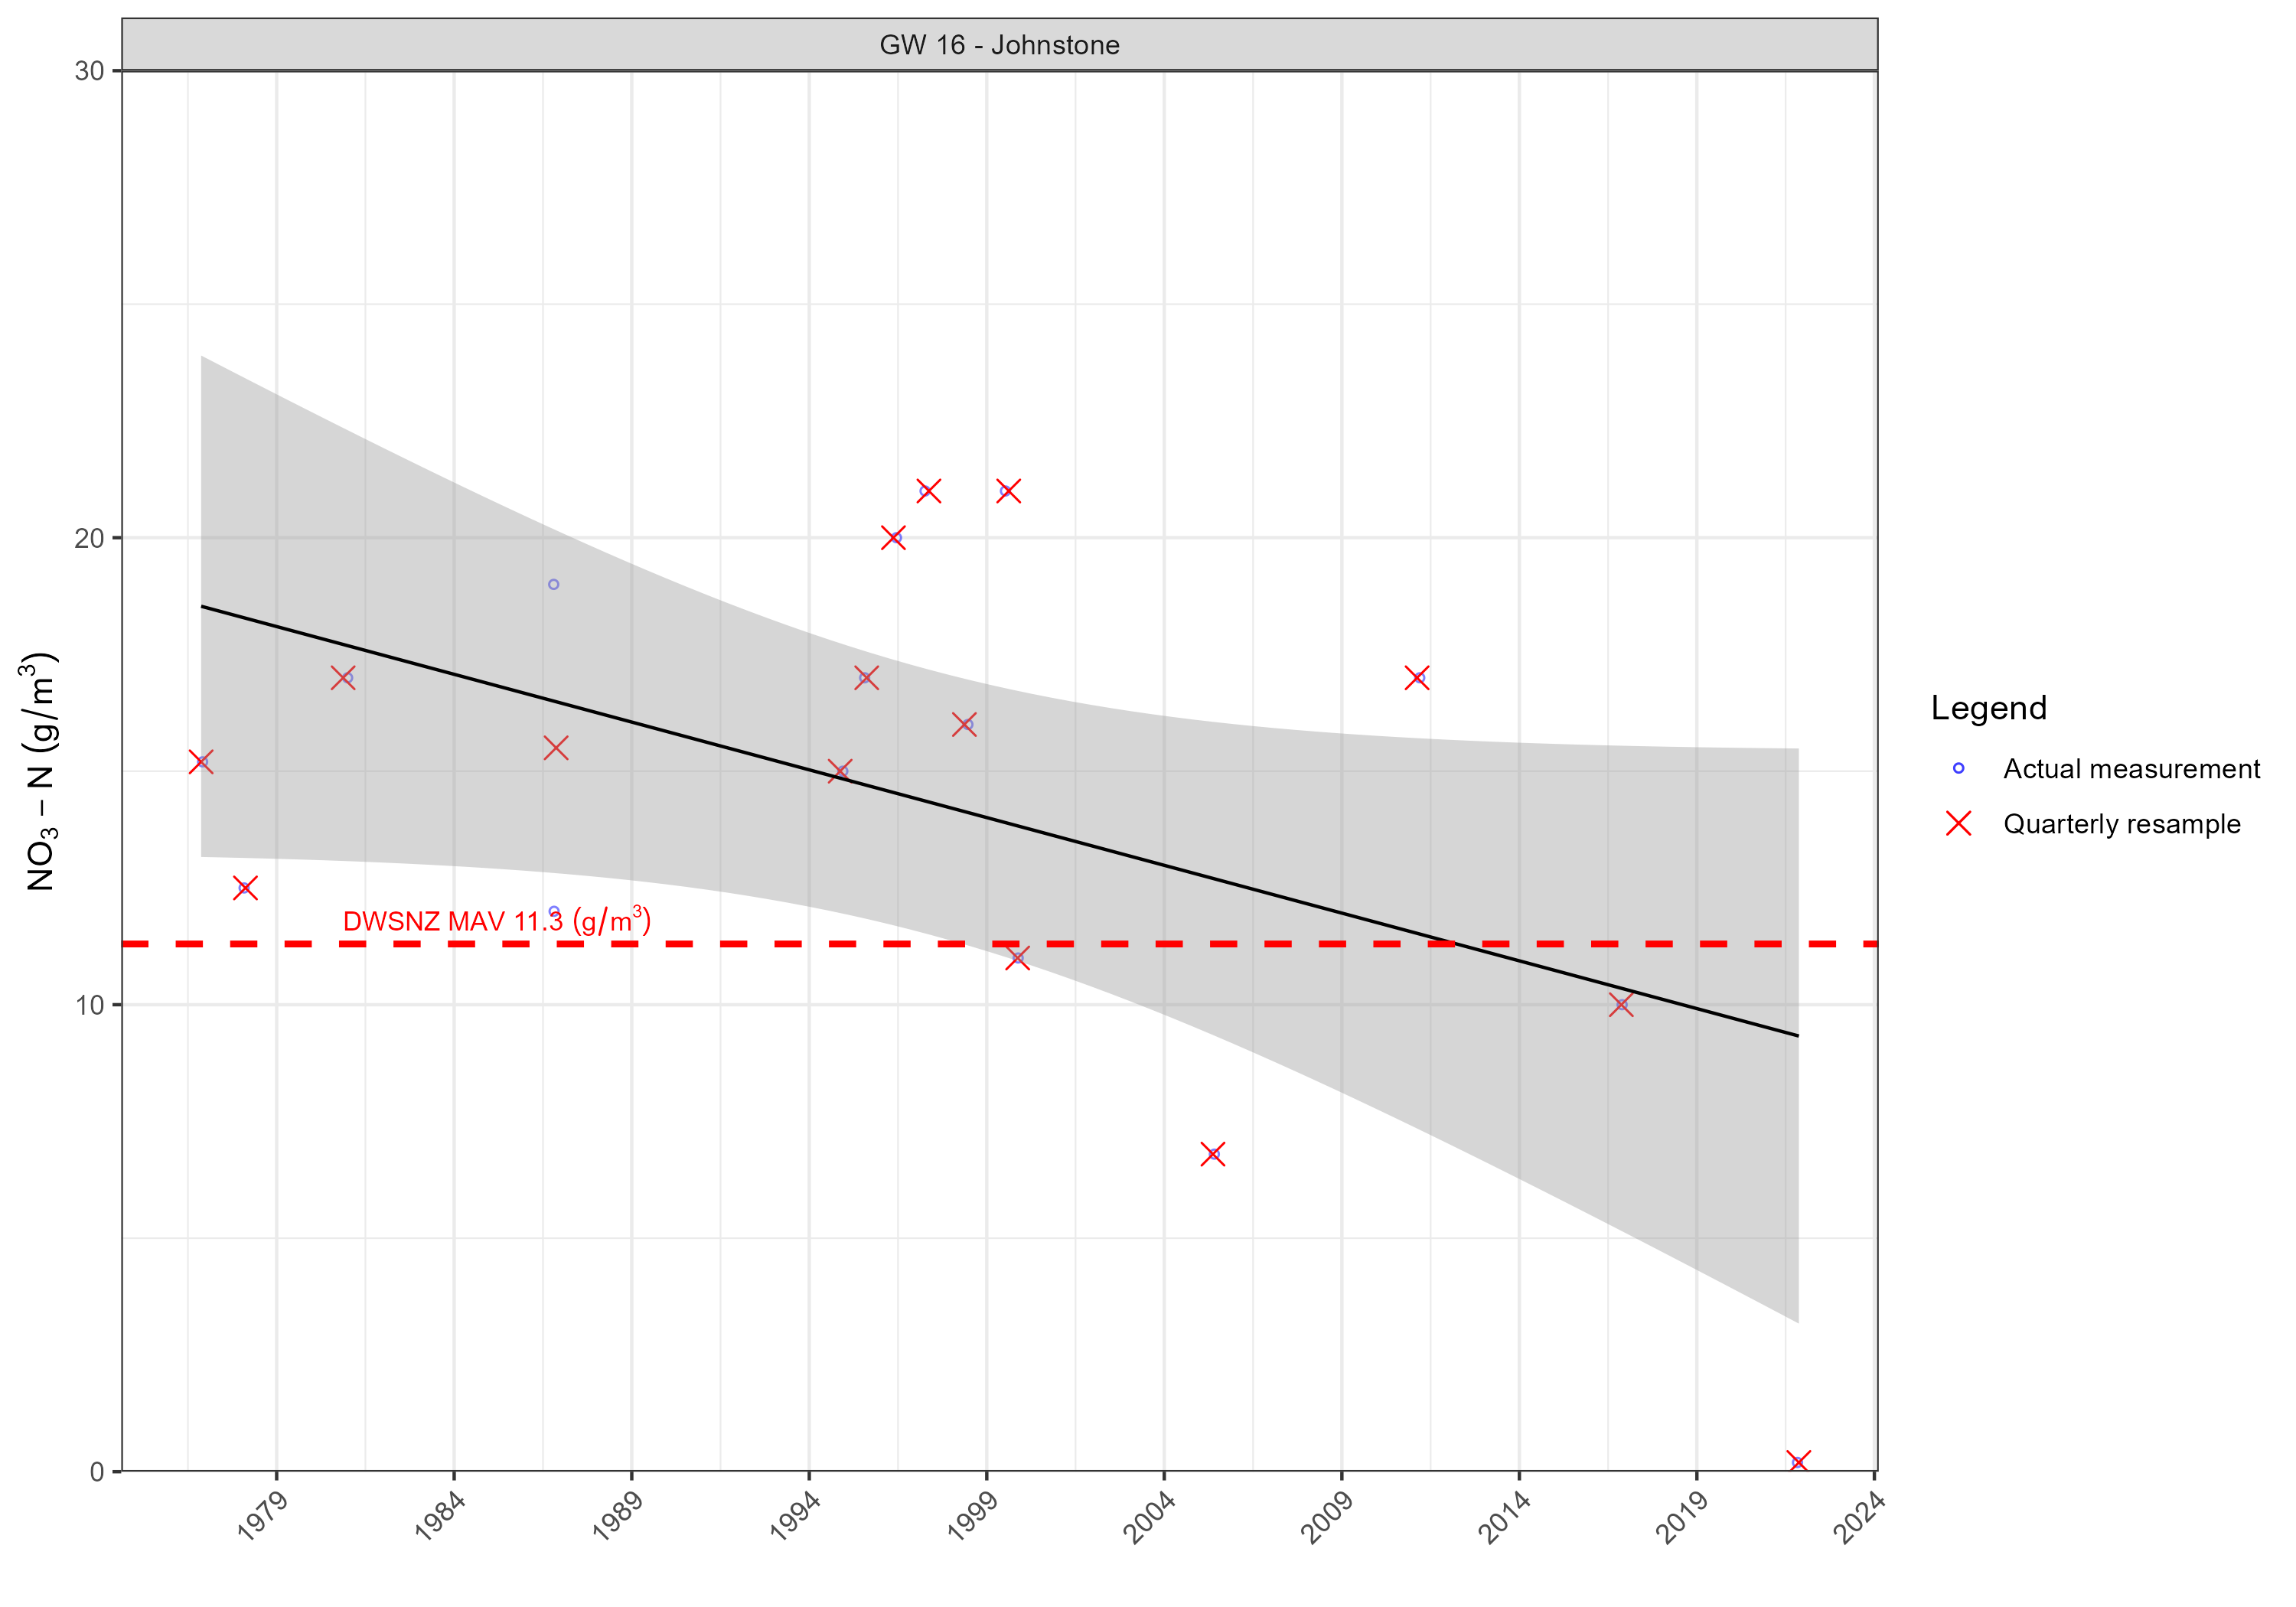 GW 16 - Johnstone
30
20
10
0
NO₃ – N (g/m³)
DWSNZ MAV 11.3 (g/m³)
1979
1984
1989
1994
1999
2004
2009
2014
2019
2024
Legend
Actual measurement
Quarterly resample